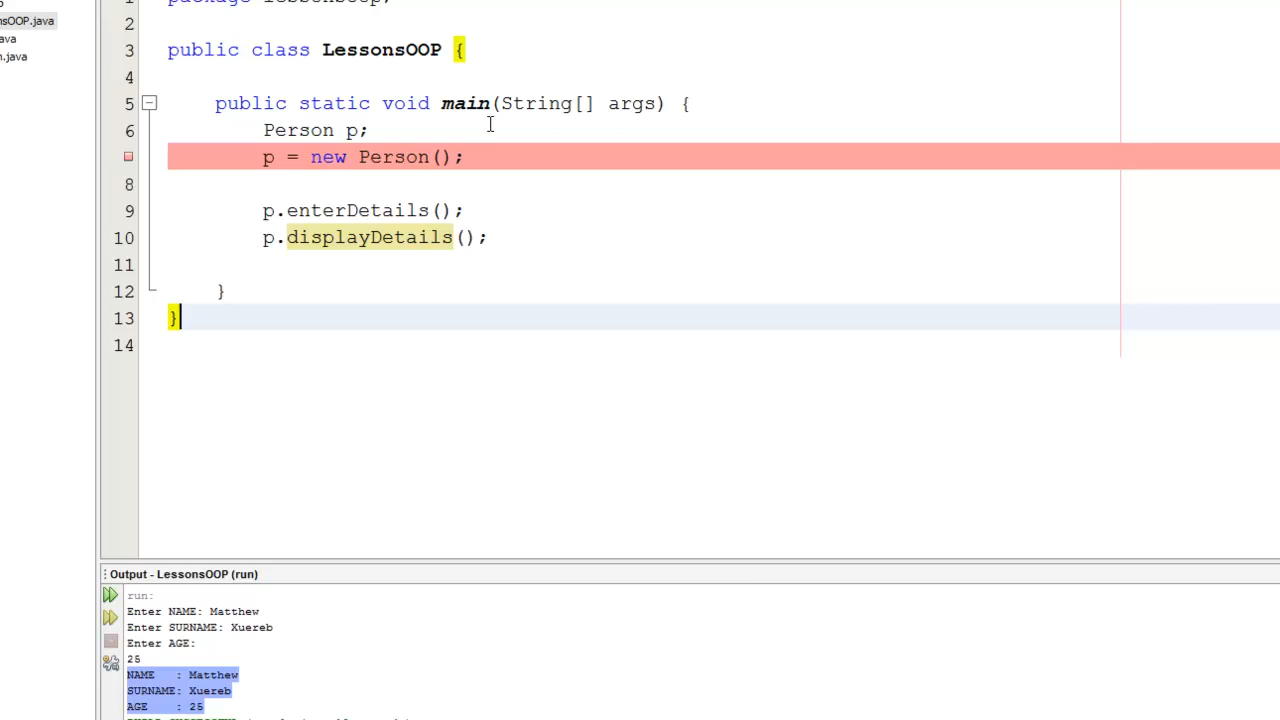 nsOOP.java
ava
n.java
1
2
3 public class LessonsOOP {
4
5 public static void main(String[] args) {
6 Person p;
p = new Person();
8
9 p.enterDetails();
10 p.displayDetails();
11
12 }
13 }
14
Output - LessonsOOP (run)
run:
Enter NAME: Matthew
Enter SURNAME: Xuereb
Enter AGE:
25
NAME : Matthew
SURNAME: Xuereb
AGE : 25